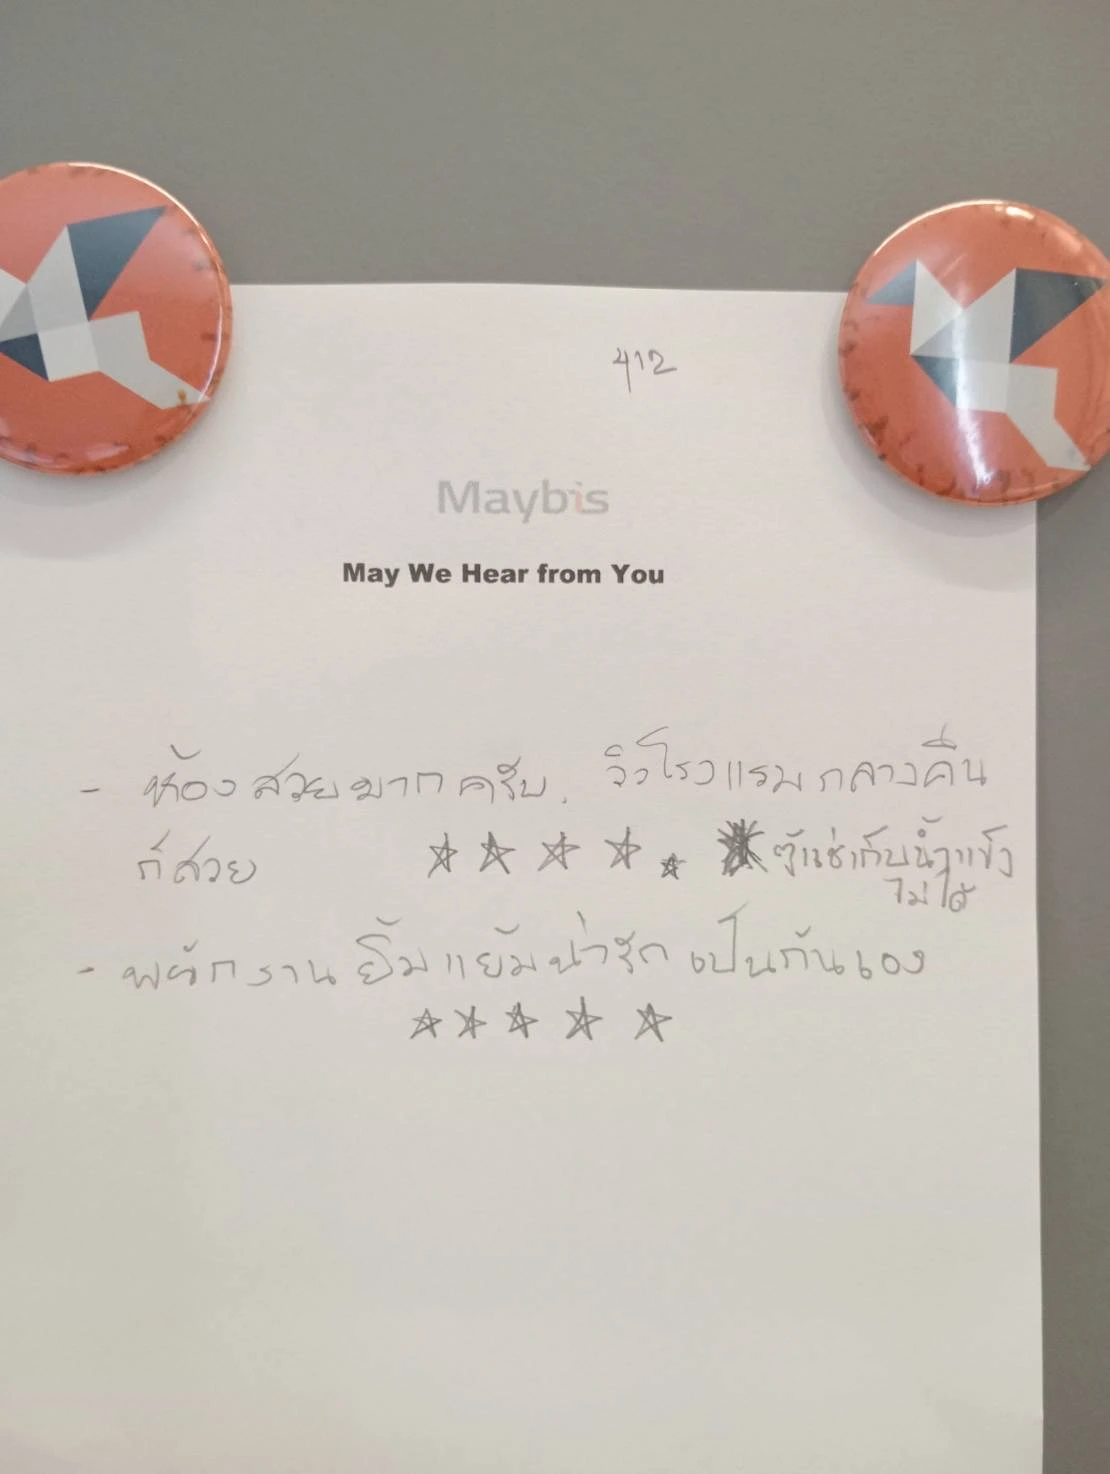 412
Maybis
May We Hear from You
- ห้องสวยมากครับ. วิวโรงแรมกลางคืน
ก็สวย ☆☆☆☆. ตู้แช่เก็บน้ำแข็ง
ไม่ได้
- พนักงานยิ้มแย้มน่ารัก เป็นกันเอง
☆☆☆☆☆